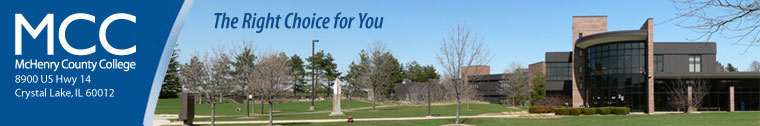 MCC
McHenry County College
8900 US Hwy 14
Crystal Lake, IL 60012
The Right Choice for You